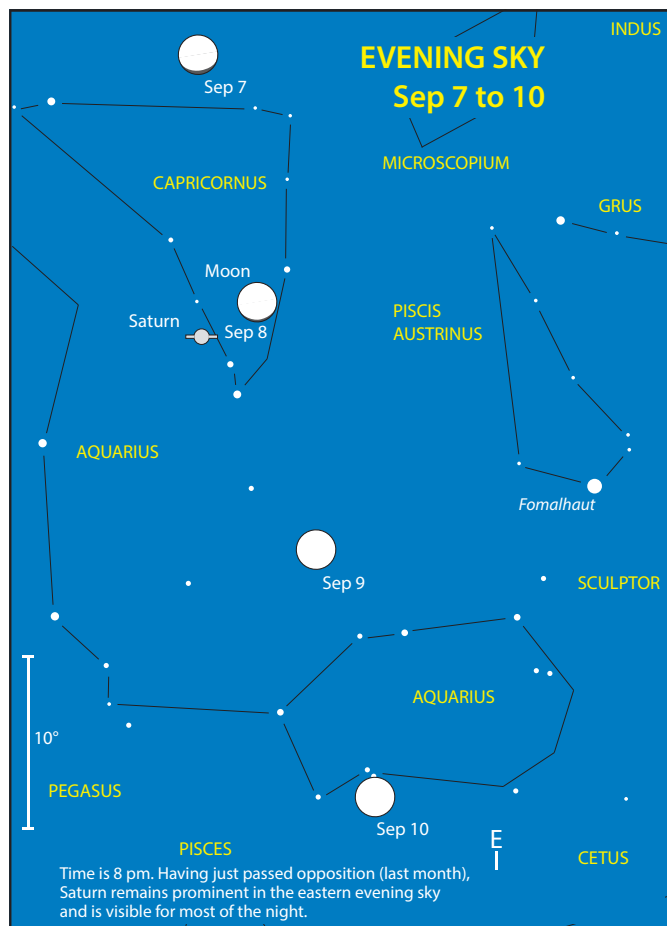 INDUS
EVENING SKY
Sep 7 to 10
Sep 7
MICROSCOPIUM
CAPRICORNUS
GRUS
Moon
PISCIS
AUSTRINUS
Saturn
Sep 8
AQUARIUS
Fomalhaut
Sep 9
SCULPTOR
AQUARIUS
10°
PEGASUS
Sep 10
E
PISCES
CETUS
Time is 8 pm. Having just passed opposition (last month),
Saturn remains prominent in the eastern evening sky
and is visible for most of the night.